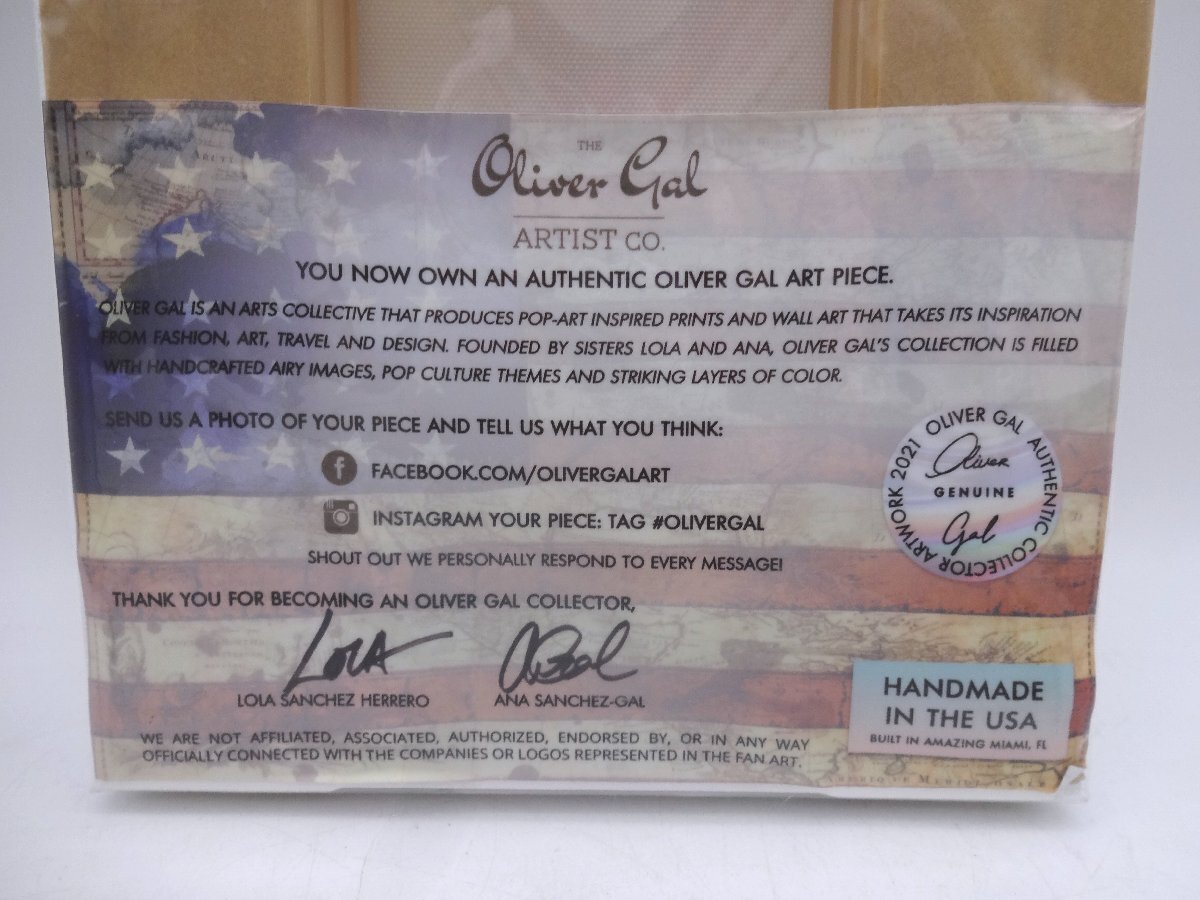 THE
Oliver Gal
ARTIST CO.
YOU NOW OWN AN AUTHENTIC OLIVER GAL ART PIECE.
OLIVER GAL IS AN ARTS COLLECTIVE THAT PRODUCES POP-ART INSPIRED PRINTS AND WALL ART THAT TAKES ITS INSPIRATION
FROM FASHION, ART, TRAVEL AND DESIGN. FOUNDED BY SISTERS LOLA AND ANA, OLIVER GAL'S COLLECTION IS FILLED
WITH HANDCRAFTED AIRY IMAGES, POP CULTURE THEMES AND STRIKING LAYERS OF COLOR.
SEND US A PHOTO OF YOUR PIECE AND TELL US WHAT YOU THINK:
FACEBOOK.COM/OLIVERGALART
INSTAGRAM YOUR PIECE: TAG #OLIVERGAL
SHOUT OUT WE PERSONALLY RESPOND TO EVERY MESSAGE!
OLIVER GAL AUTHENTIC COLLECTOR ARTWORK 2021
Oliver
GENUINE
Gal
THANK YOU FOR BECOMING AN OLIVER GAL COLLECTOR,
LOLA
LOLA SANCHEZ HERRERO
ANA SANCHEZ-GAL
HANDMADE
IN THE USA
BUILT IN AMAZING MIAMI, FL
WE ARE NOT AFFILIATED, ASSOCIATED, AUTHORIZED, ENDORSED BY, OR IN ANY WAY
OFFICIALLY CONNECTED WITH THE COMPANIES OR LOGOS REPRESENTED IN THE FAN ART.